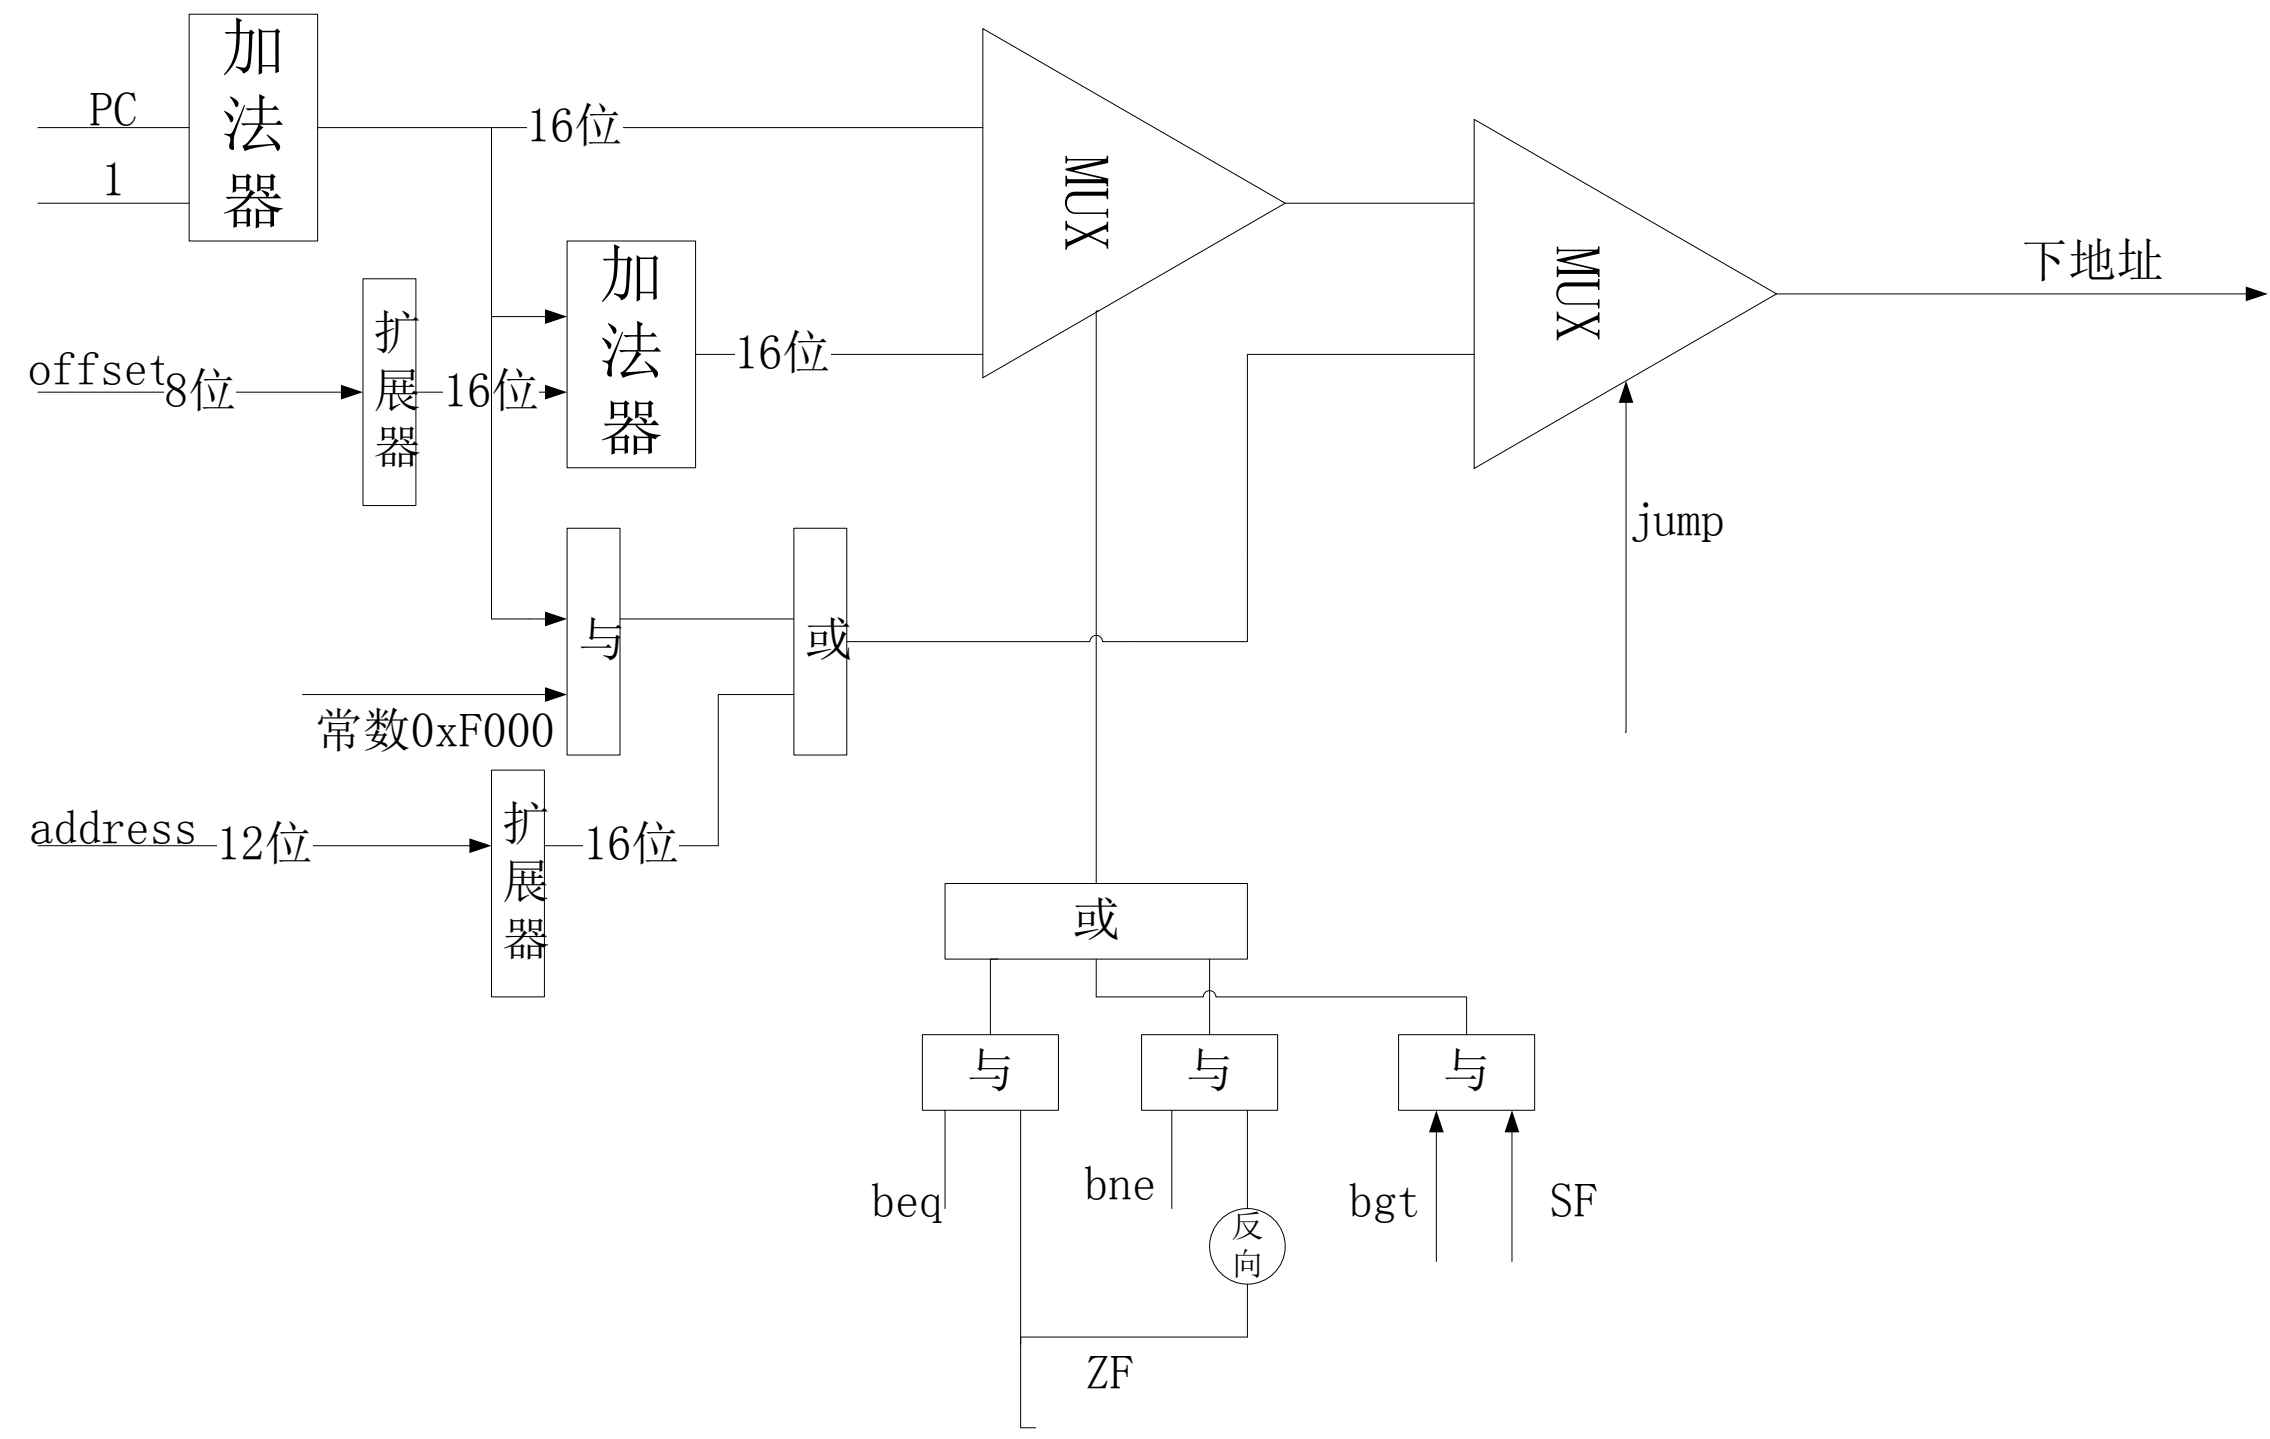 加法器
PC
1
16位
MUX
加法器
扩展器
offset
8位
16位
16位
MUX
下地址
jump
与
或
常数0xF000
address
12位
扩展器
16位
或
与
与
与
beq
bne
反向
bgt
SF
ZF